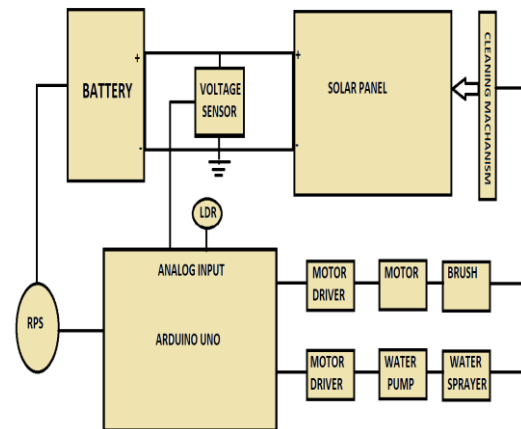 BATTERY
+
-
VOLTAGE
SENSOR
+
-
SOLAR PANEL
CLEANING MACHANISM
LDR
ANALOG INPUT
ARDUINO UNO
RPS
MOTOR
DRIVER
MOTOR
BRUSH
MOTOR
DRIVER
WATER
PUMP
WATER
SPRAYER